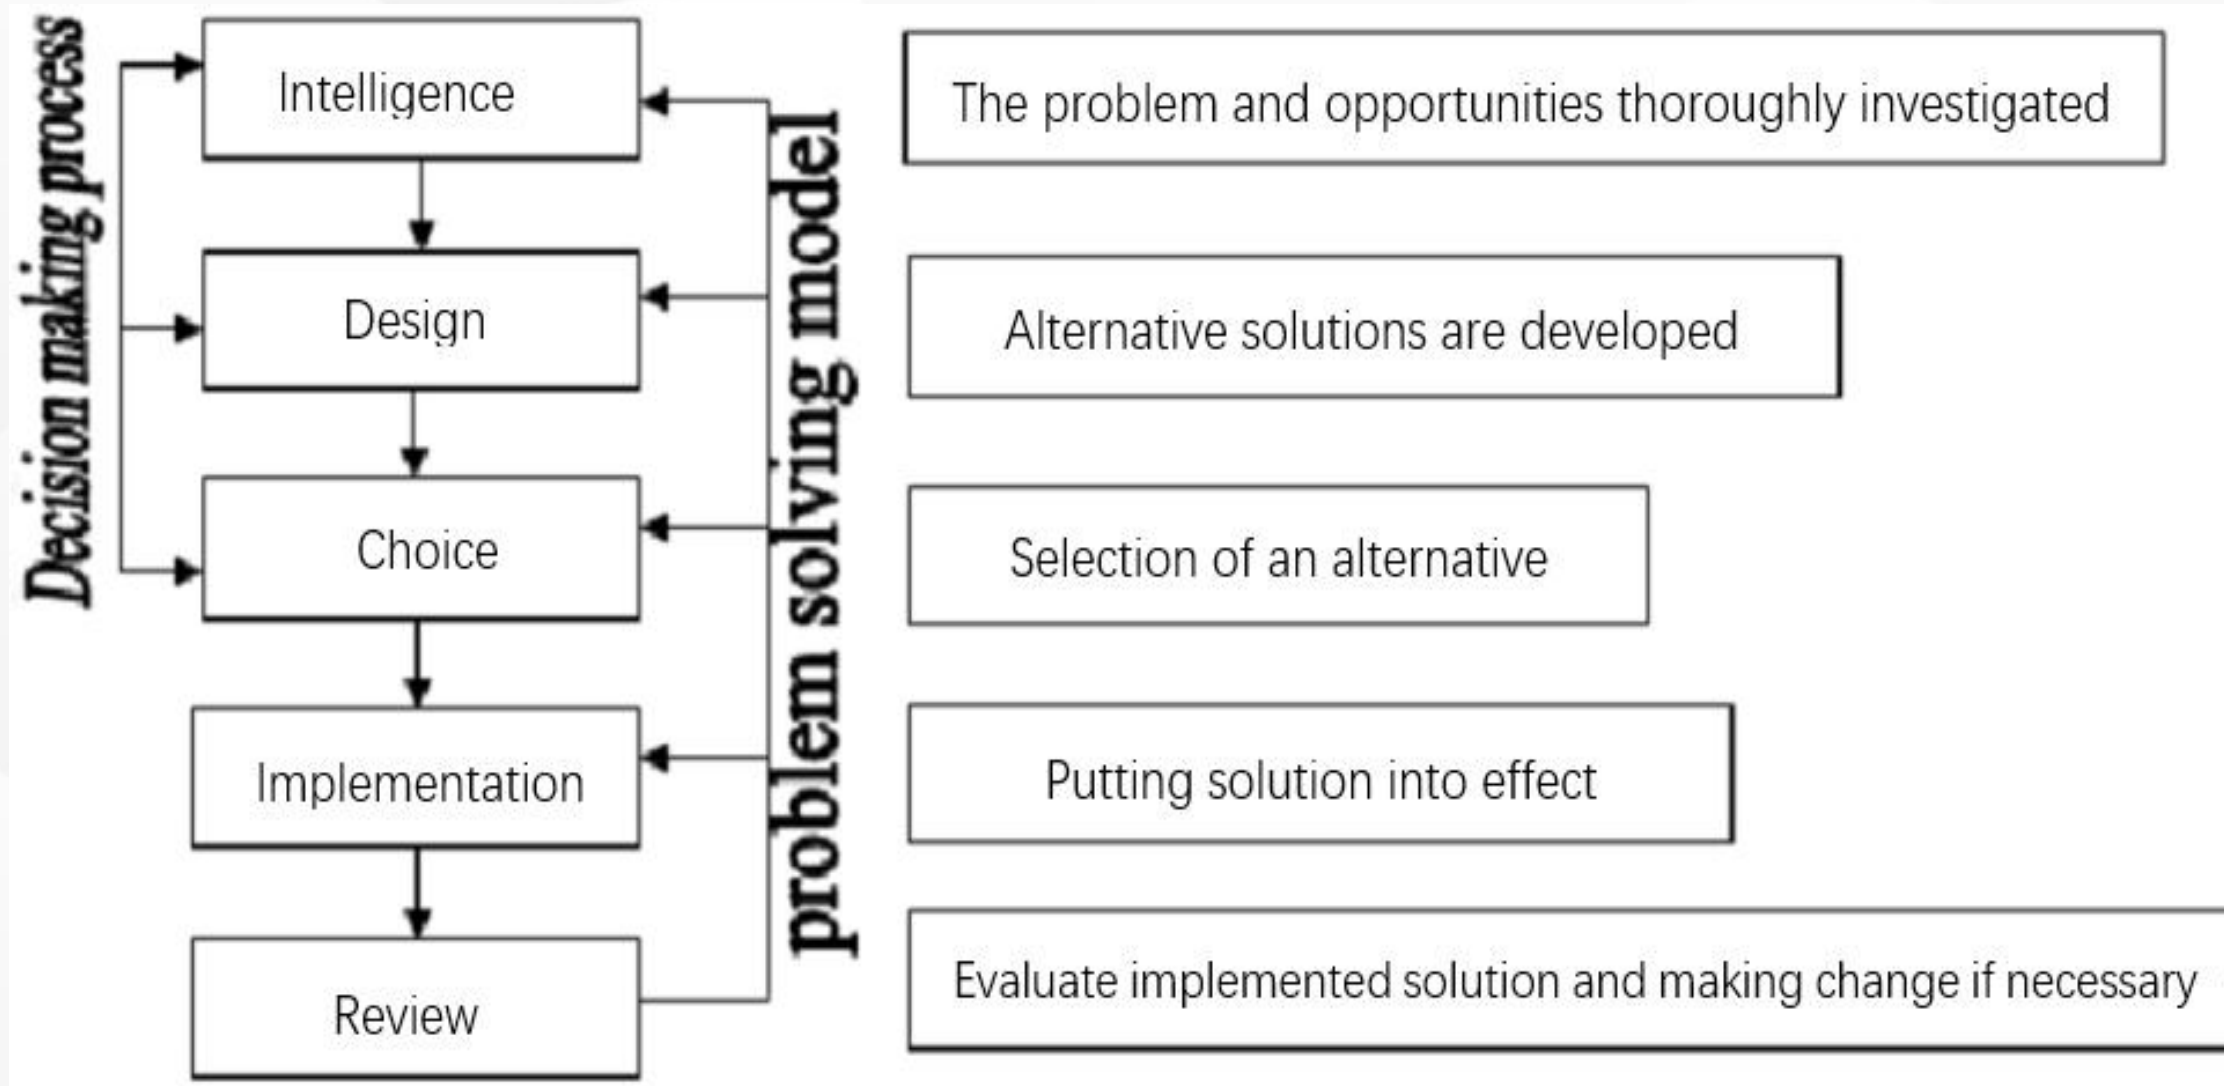 Decision making process
Intelligence
The problem and opportunities thoroughly investigated
problem solving model
Design
Alternative solutions are developed
Choice
Selection of an alternative
Implementation
Putting solution into effect
Review
Evaluate implemented solution and making change if necessary